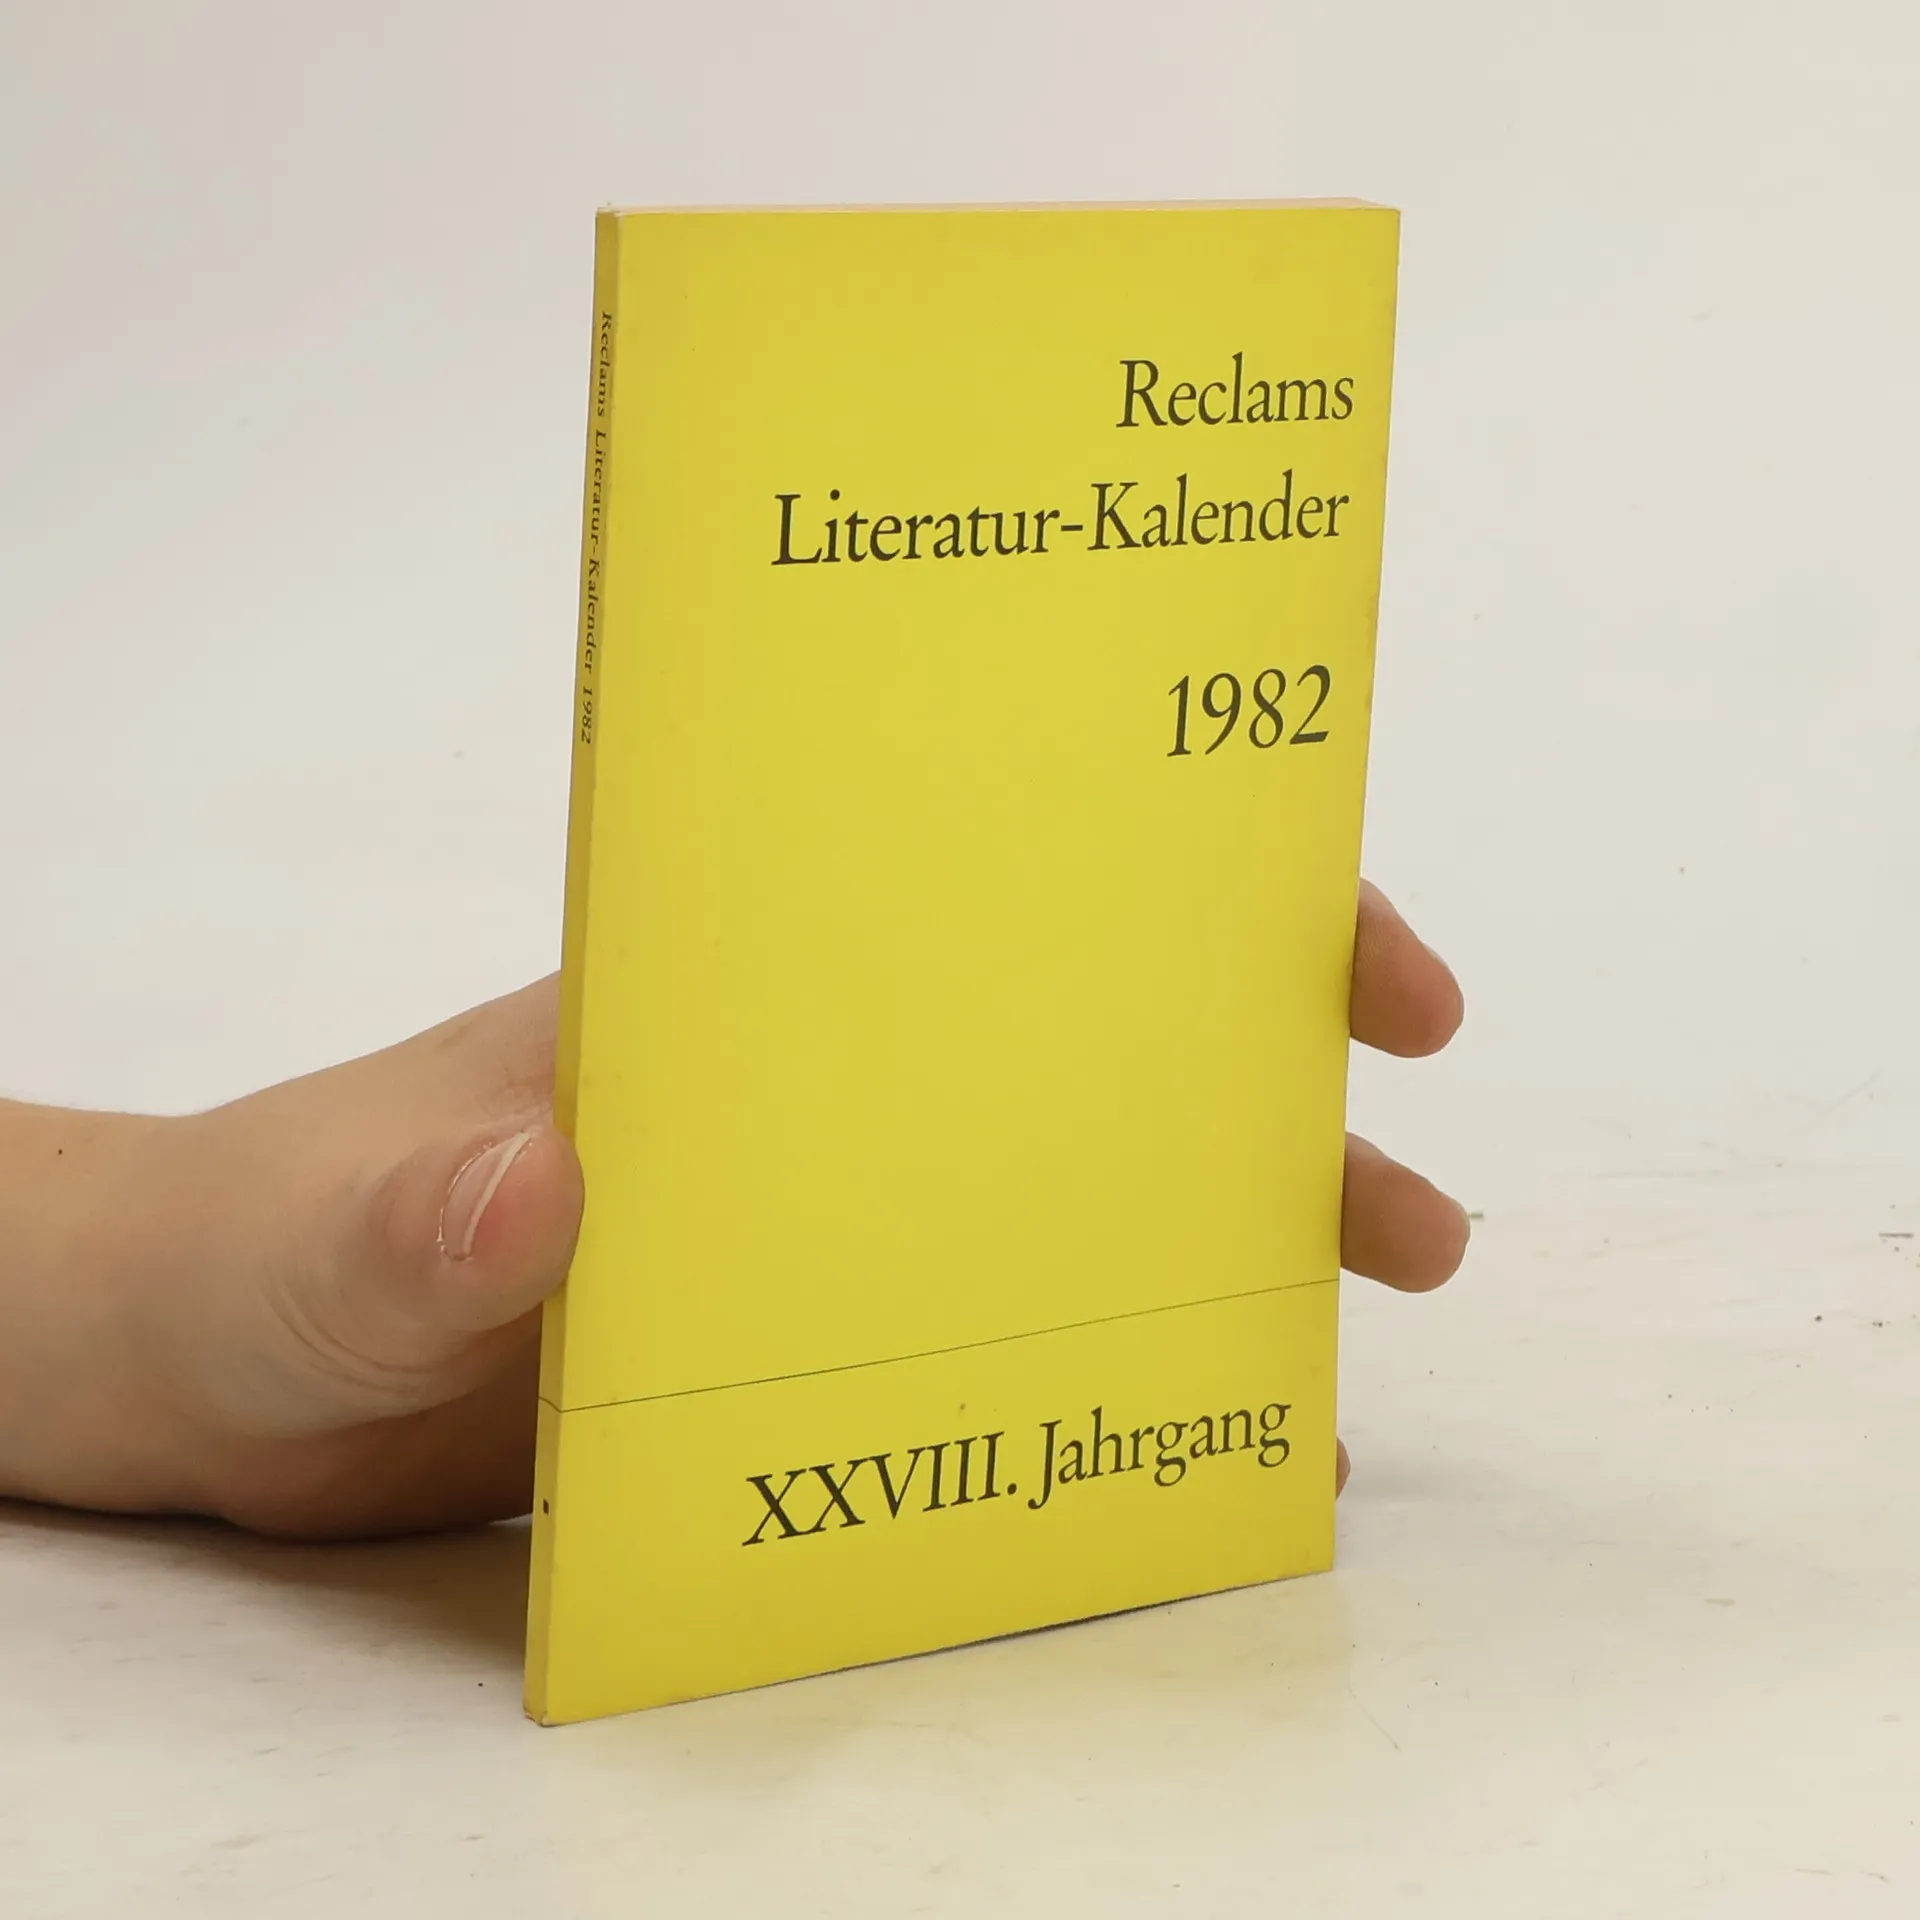 Reclams
Literatur-Kalender
1982
XXVIII. Jahrgang
Reclams Literatur-Kalender 1982